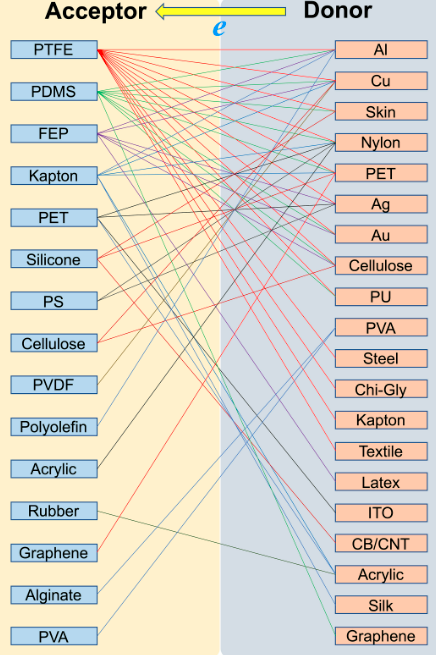 Acceptor
Donor
e
PTFE
PDMS
FEP
Kapton
PET
Silicone
PS
Cellulose
PVDF
Polyolefin
Acrylic
Rubber
Graphene
Alginate
PVA
Al
Cu
Skin
Nylon
PET
Ag
Au
Cellulose
PU
PVA
Steel
Chi-Gly
Kapton
Textile
Latex
ITO
CB/CNT
Acrylic
Silk
Graphene